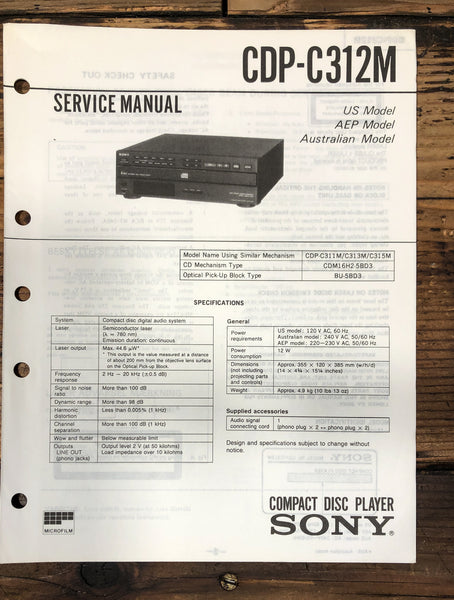 CDP-C312M
SERVICE MANUAL
US Model
AEP Model
Australian Model
SONY
Model Name Using Similar Mechanism CDP-C311M/C313M/C315M
CD Mechanism Type CDM16H2-5BD3
Optical Pick-Up Block Type BU-5BD3
SPECIFICATIONS
System Compact disc digital audio system
Laser Semiconductor laser
(λ = 780 nm)
Emission duration: continuous
Laser output Max. 44.6 μW*
* This output is the value measured at a distance
of about 200 mm from the objective lens surface
on the Optical Pick-up Block.
Frequency
response
2 Hz – 20 kHz (±0.5 dB)
Signal to noise
ratio
More than 100 dB
Dynamic range More than 98 dB
Harmonic
distortion
Less than 0.005% (1 kHz)
Channel
separation
More than 100 dB (1 kHz)
Wow and flutter Below measurable limit
Outputs
LINE OUT
(phono jacks)
Output level 2 V (at 50 kilohms)
Load impedance over 10 kilohms
General
Power
requirements
US model: 120 V AC, 60 Hz
Australian model: 240 V AC, 50/60 Hz
AEP model: 220–230 V AC, 50/60 Hz
Power
consumption
12 W
Dimensions
(not including
projecting parts
and controls)
Approx. 355 × 120 × 385 mm (w/h/d)
Weight: Approx. 4.9 kg (10 lbs 13 oz)
Supplied accessories
Audio signal
connecting cord
1
(phono plug × 2 ↔ phono plug × 2)
Design and specifications subject to change without
notice.
MICROFILM
COMPACT DISC PLAYER
SONY®